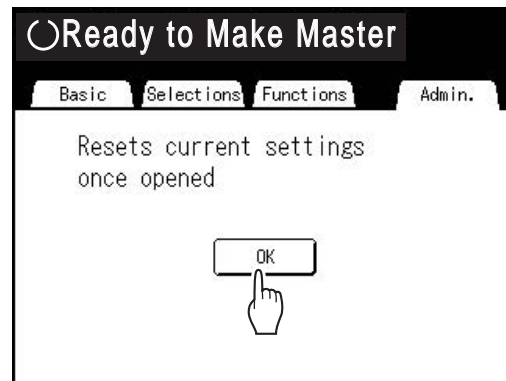 Ready to Make Master
Basic Selections Functions Admin.
Resets current settings
once opened
OK